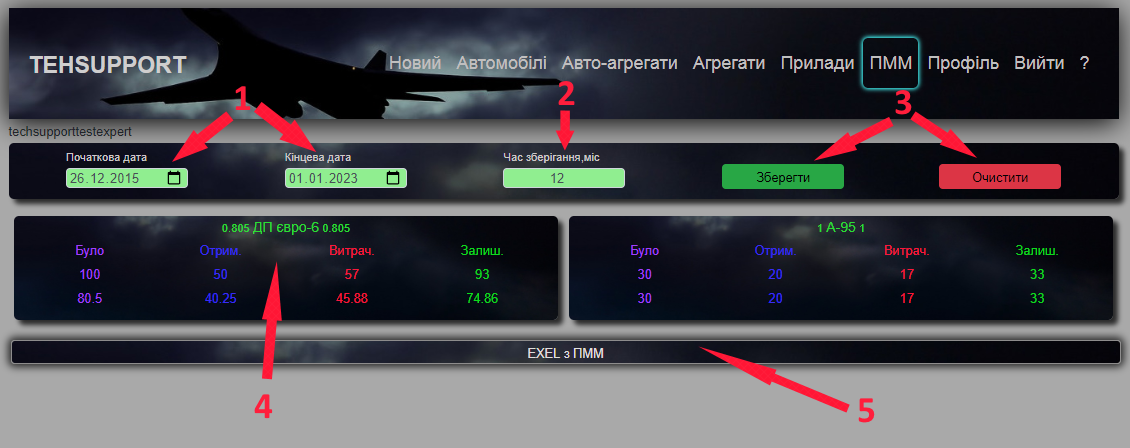 TEHSUPPORT . Новий Автомобілі Авто-агрегати Агрегати Прилади ПММ Профіль Вийти ?
1 2 3
techsupporttestexpert
Початкова дата Кінцева дата Час зберігання,міс
26.12.2015 01.01.2023 12 Зберегти Очистити
0.805 ДП євро-6 0.805
Було Отрим. Витрач. Залиш.
100 50 57 93
80.5 40.25 45.88 74.86
1 А-95 1
Було Отрим. Витрач. Залиш.
30 20 17 33
30 20 17 33
EXEL з ПММ
4 5